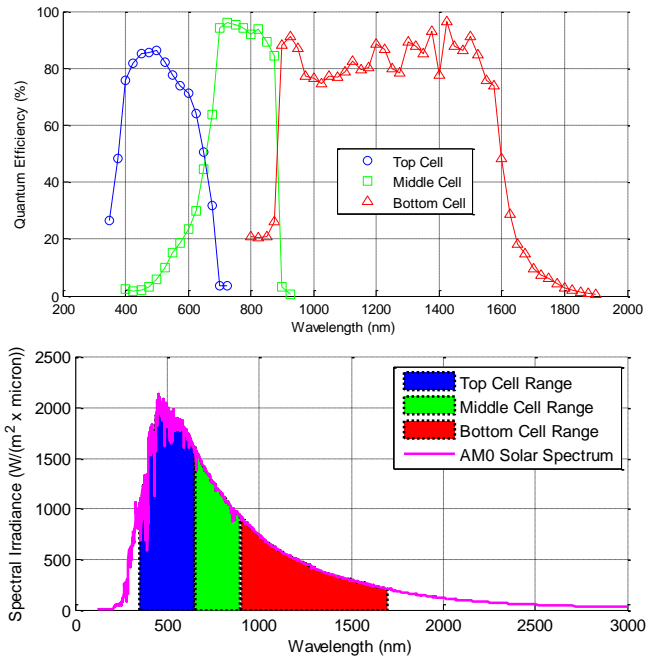 100
80
60
40
20
0
Quantum Efficiency (%)
Top Cell
Middle Cell
Bottom Cell
200 400 600 800 1000 1200 1400 1600 1800 2000
Wavelength (nm)
2500
2000
1500
1000
500
0
Spectral Irradiance (W/(m² x micron))
Top Cell Range
Middle Cell Range
Bottom Cell Range
AM0 Solar Spectrum
0 500 1000 1500 2000 2500 3000
Wavelength (nm)